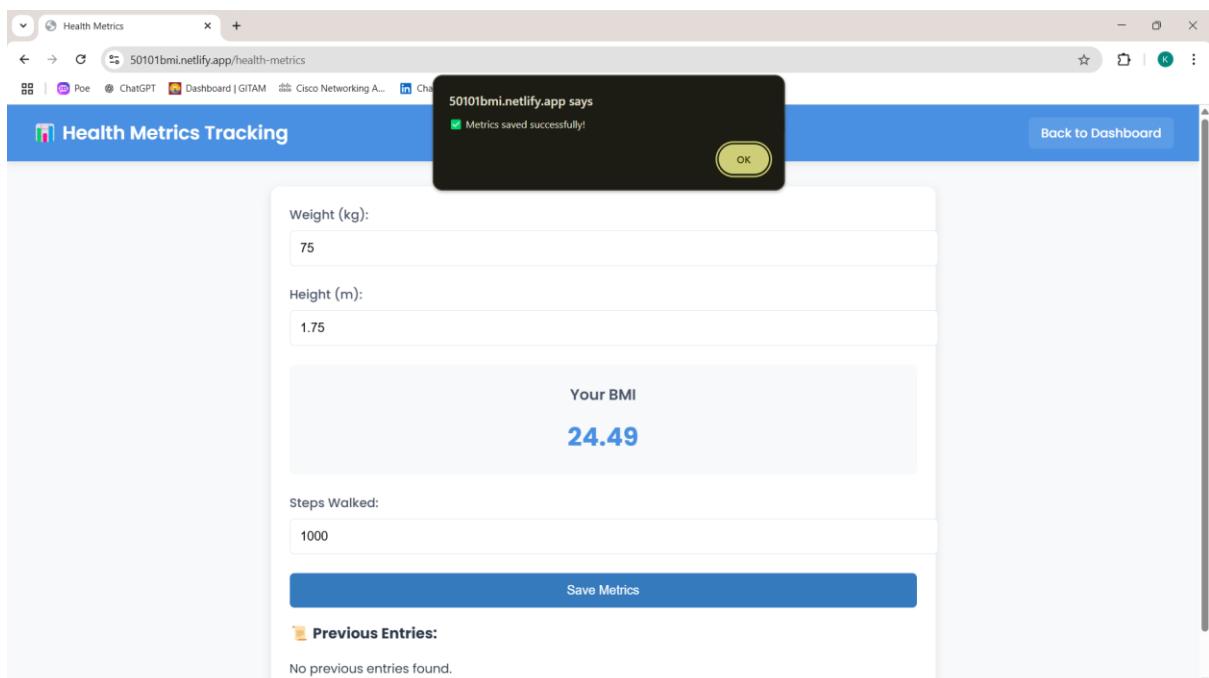 Health Metrics
50101bmi.netlify.app/health-metrics
K
Poe ChatGPT Dashboard | GITAM Cisco Networking A... in Cha
50101bmi.netlify.app says
Metrics saved successfully!
OK
Health Metrics Tracking
Back to Dashboard
Weight (kg):
75
Height (m):
1.75
Your BMI
24.49
Steps Walked:
1000
Save Metrics
Previous Entries:
No previous entries found.